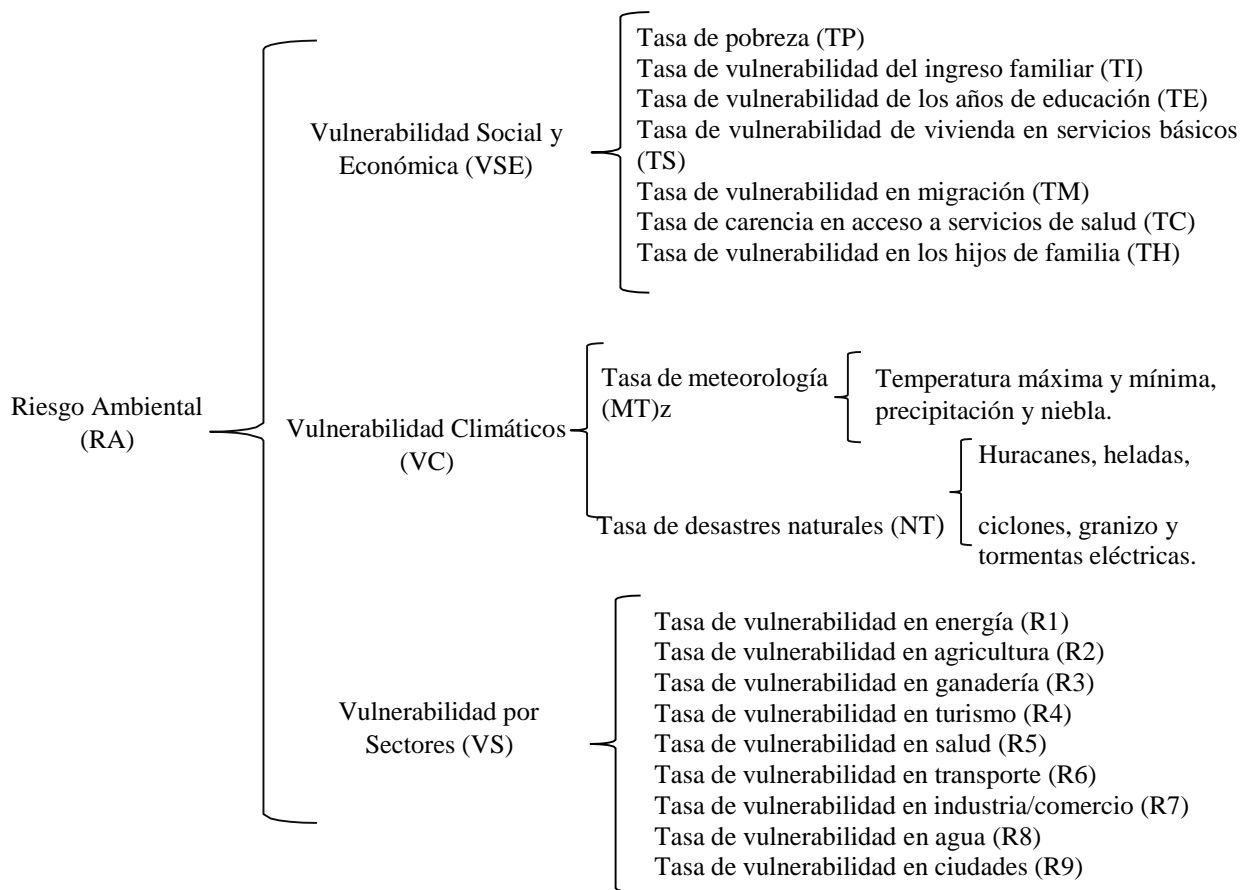 Riesgo Ambiental
(RA)
Vulnerabilidad Social y
Económica (VSE)
Tasa de pobreza (TP)
Tasa de vulnerabilidad del ingreso familiar (TI)
Tasa de vulnerabilidad de los años de educación (TE)
Tasa de vulnerabilidad de vivienda en servicios básicos
(TS)
Tasa de vulnerabilidad en migración (TM)
Tasa de carencia en acceso a servicios de salud (TC)
Tasa de vulnerabilidad en los hijos de familia (TH)
Vulnerabilidad Climáticos
(VC)
Tasa de meteorología
(MT)z
Temperatura máxima y mínima,
precipitación y niebla.
Tasa de desastres naturales (NT)
Huracanes, heladas,
ciclones, granizo y
tormentas eléctricas.
Vulnerabilidad por
Sectores (VS)
Tasa de vulnerabilidad en energía (R1)
Tasa de vulnerabilidad en agricultura (R2)
Tasa de vulnerabilidad en ganadería (R3)
Tasa de vulnerabilidad en turismo (R4)
Tasa de vulnerabilidad en salud (R5)
Tasa de vulnerabilidad en transporte (R6)
Tasa de vulnerabilidad en industria/comercio (R7)
Tasa de vulnerabilidad en agua (R8)
Tasa de vulnerabilidad en ciudades (R9)